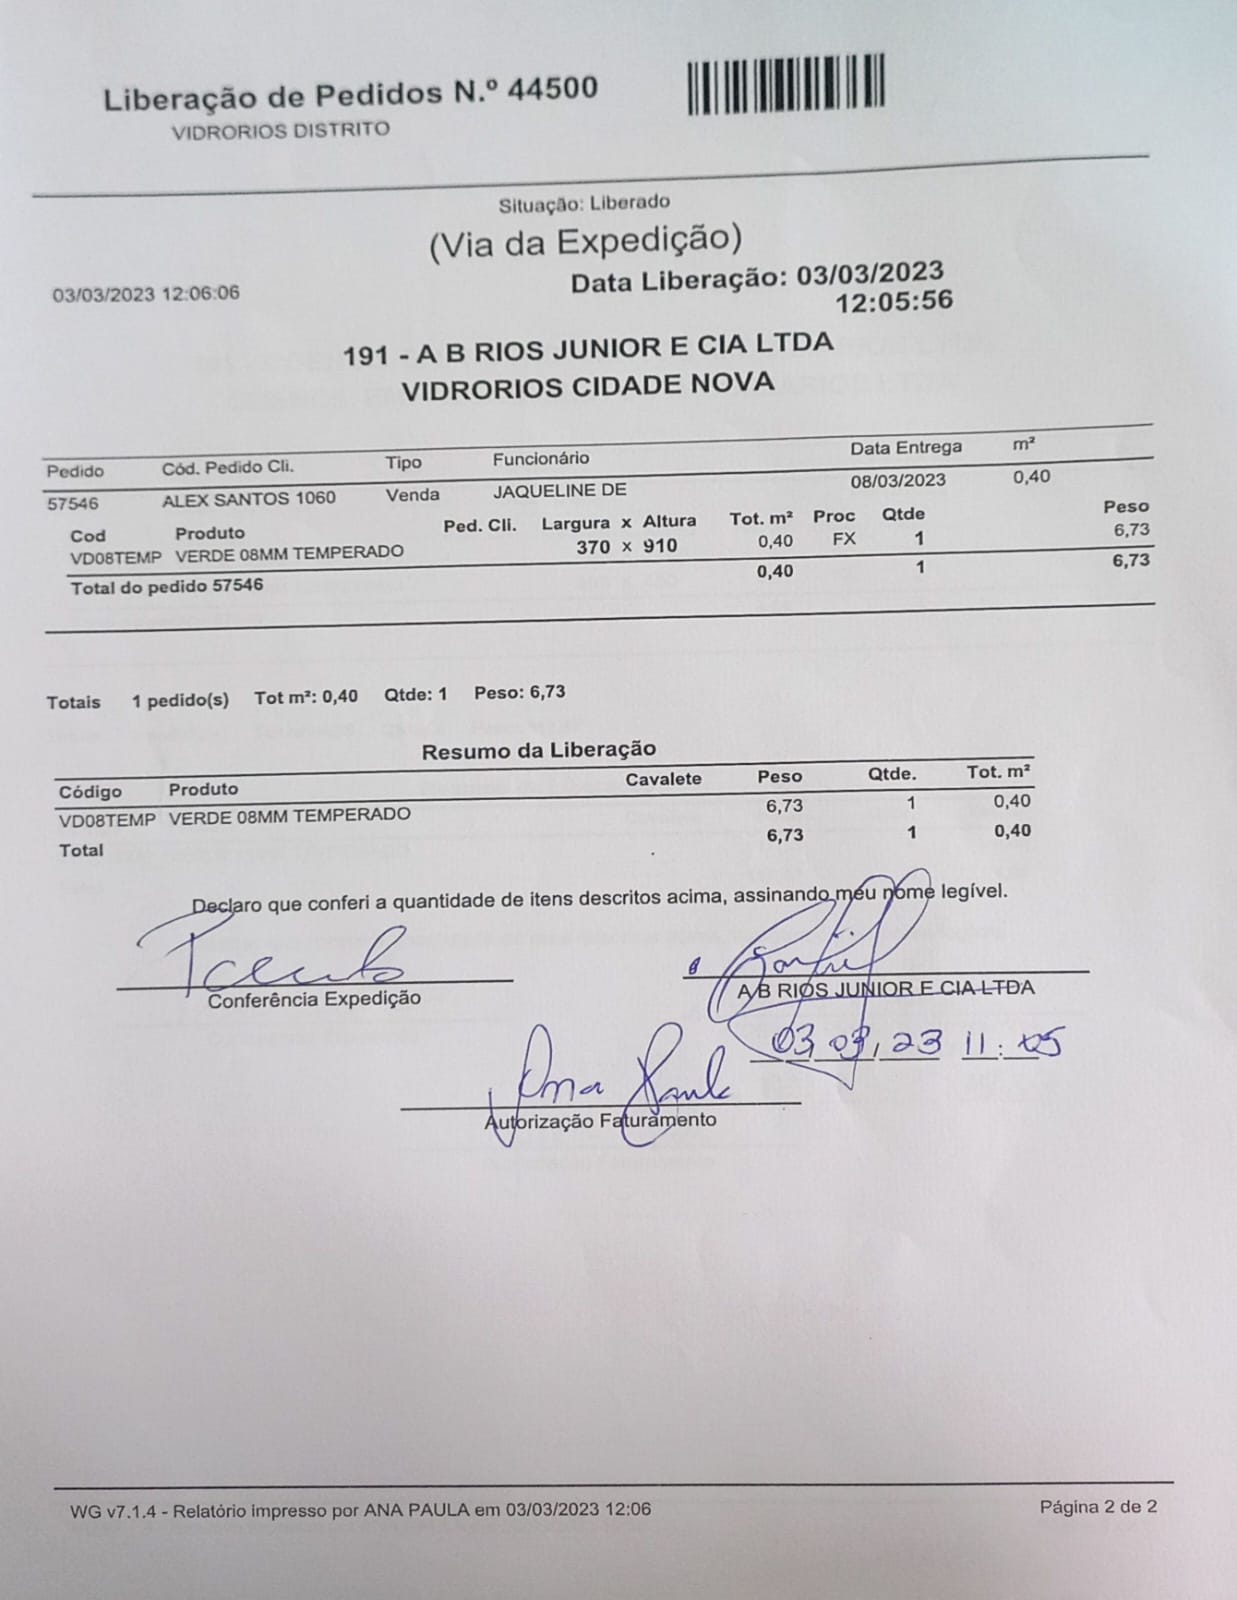 Liberação de Pedidos N.º 44500
VIDRORIOS DISTRITO
Situação: Liberado
(Via da Expedição)
03/03/2023 12:06:06
Data Liberação: 03/03/2023
12:05:56
191 - A B RIOS JUNIOR E CIA LTDA
VIDRORIOS CIDADE NOVA
Pedido Cód. Pedido Cli. Tipo Funcionário Data Entrega m²
57546 ALEX SANTOS 1060 Venda JAQUELINE DE 08/03/2023 0,40
Cod Produto Ped. Cli. Largura x Altura Tot. m² Proc Qtde Peso
VD08TEMP VERDE 08MM TEMPERADO 370 x 910 0,40 FX 1 6,73
Total do pedido 57546 0,40 1 6,73
Totais 1 pedido(s) Tot m²: 0,40 Qtde: 1 Peso: 6,73
Resumo da Liberação
Código Produto Cavalete Peso Qtde. Tot. m²
VD08TEMP VERDE 08MM TEMPERADO 6,73 1 0,40
Total 6,73 1 0,40
Declaro que conferi a quantidade de itens descritos acima, assinando meu nome legível.
Conferência Expedição
A B RIOS JUNIOR E CIA LTDA
03, 03, 23 11:05
Ana Paula
Autorização Faturamento
WG v7.1.4 - Relatório impresso por ANA PAULA em 03/03/2023 12:06 Página 2 de 2